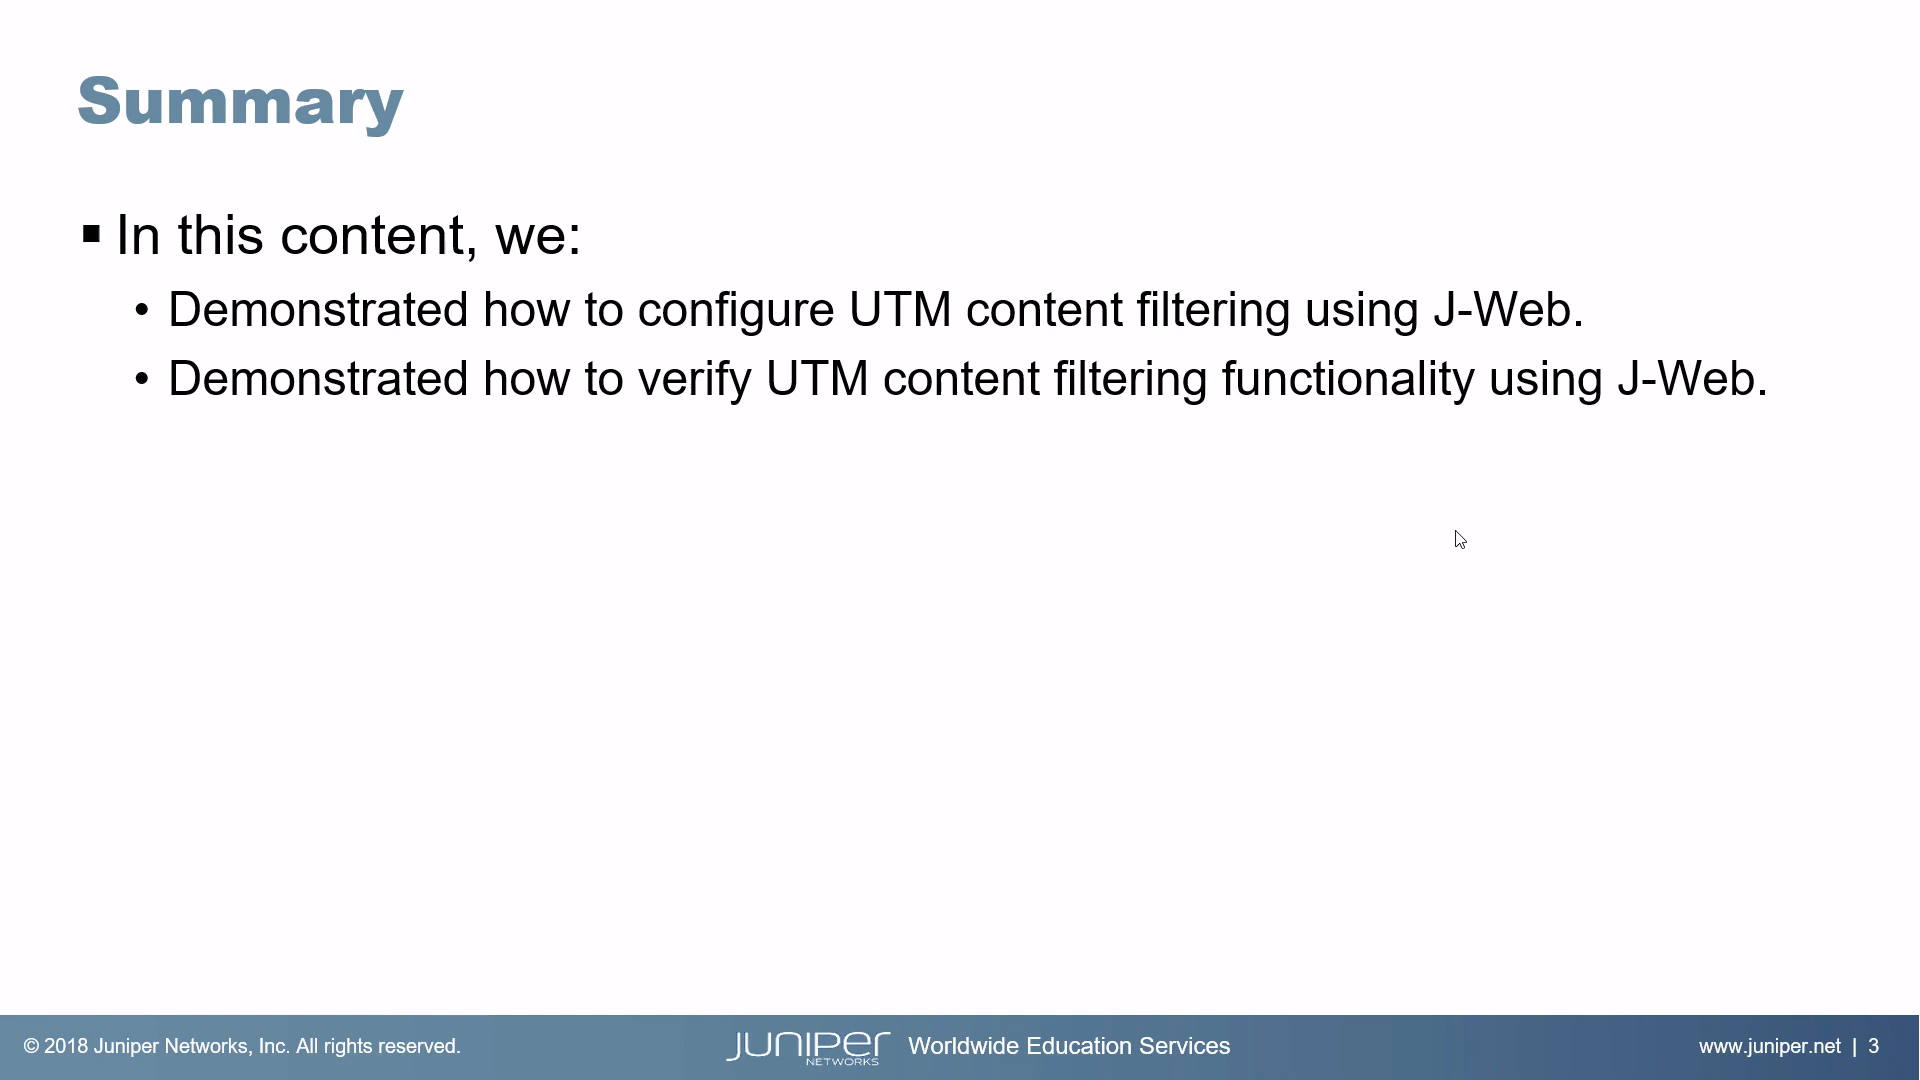 Summary
▪ In this content, we:
• Demonstrated how to configure UTM content filtering using J-Web.
• Demonstrated how to verify UTM content filtering functionality using J-Web.
© 2018 Juniper Networks, Inc. All rights reserved.
JUNIPER NETWORKS
Worldwide Education Services
www.juniper.net | 3